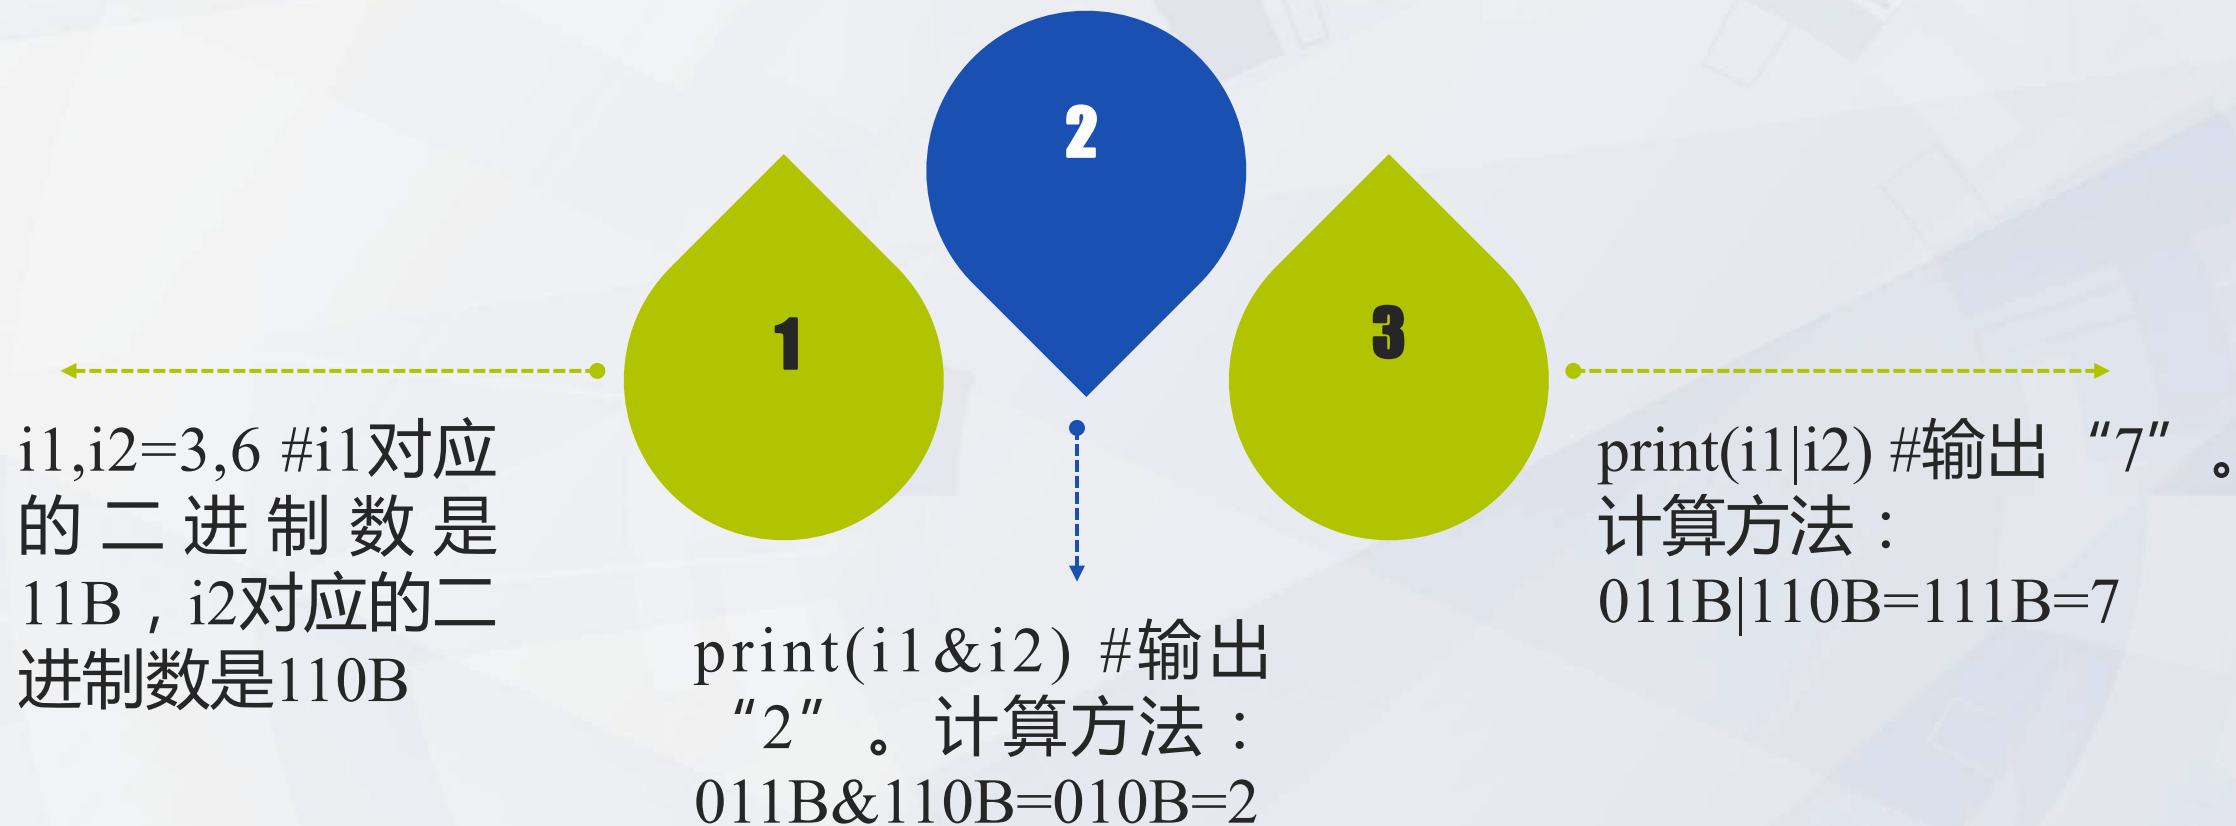 1
i1,i2=3,6 #i1对应
的二进制数是
11B，i2对应的二
进制数是110B
2
print(i1&i2) #输出
“2”。计算方法：
011B&110B=010B=2
3
print(i1|i2) #输出“7”。
计算方法：
011B|110B=111B=7